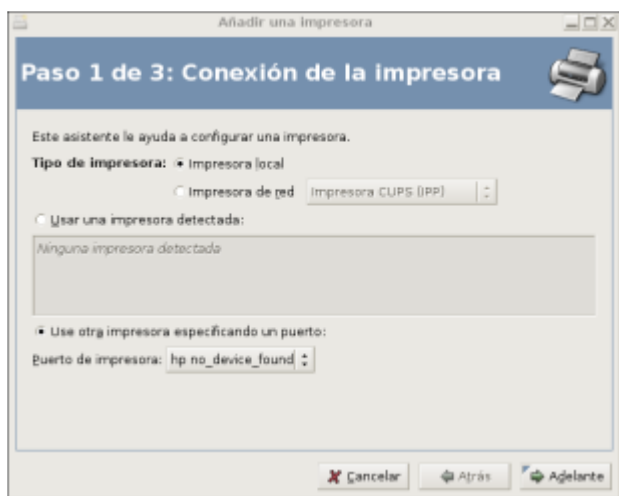 Añadir una impresora
Paso 1 de 3: Conexión de la impresora
Este asistente le ayuda a configurar una impresora.
Tipo de impresora: Impresora local
Impresora de red Impresora CUPS (IPP)
Usar una impresora detectada:
Ninguna impresora detectada
Use otra impresora especificando un puerto:
Puerto de impresora: hp no_device_found
Cancelar Atrás Adelante